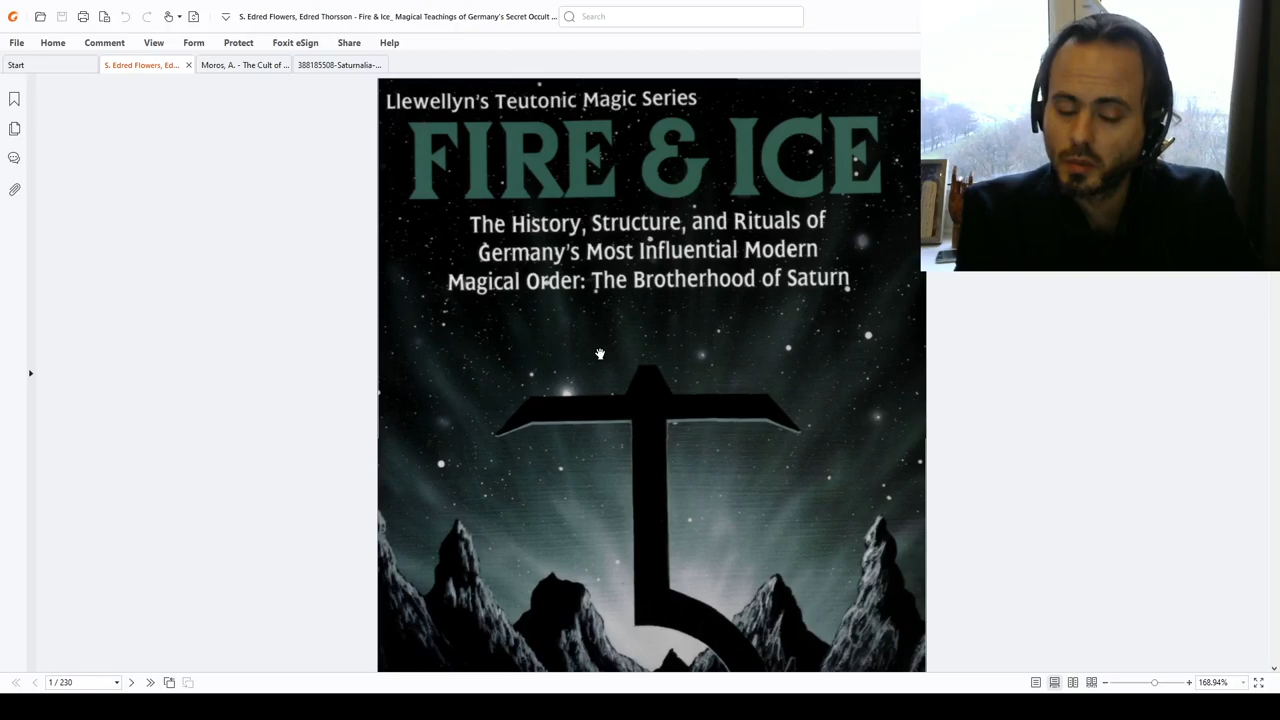 S. Edred Flowers, Edred Thorsson - Fire & Ice_ Magical Teachings of Germany's Secret Occult ...
Search
File Home Comment View Form Protect Foxit eSign Share Help
Start
S. Edred Flowers, Ed...
Moros, A. - The Cult of ...
388185508-Saturnalia-...
Llewellyn's Teutonic Magic Series
FIRE & ICE
The History, Structure, and Rituals of
Germany's Most Influential Modern
Magical Order: The Brotherhood of Saturn
1 / 230
168.94%